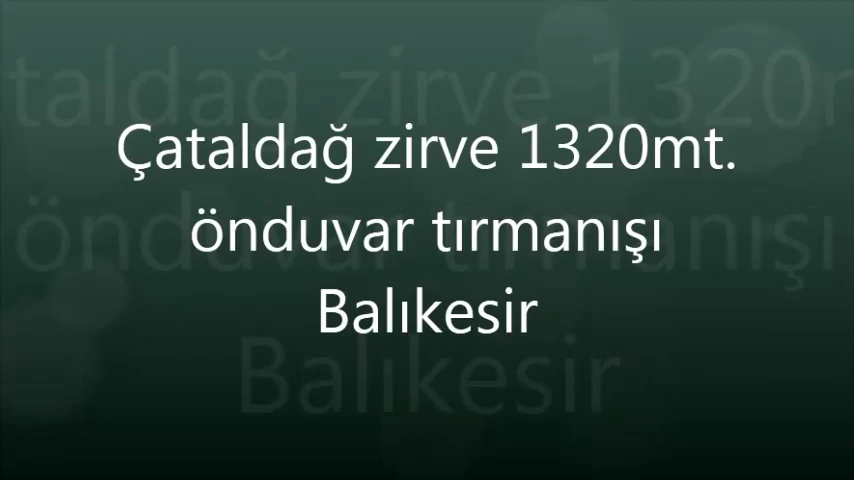 Çataldağ zirve 1320mt.
önduvar tırmanışı
Balıkesir